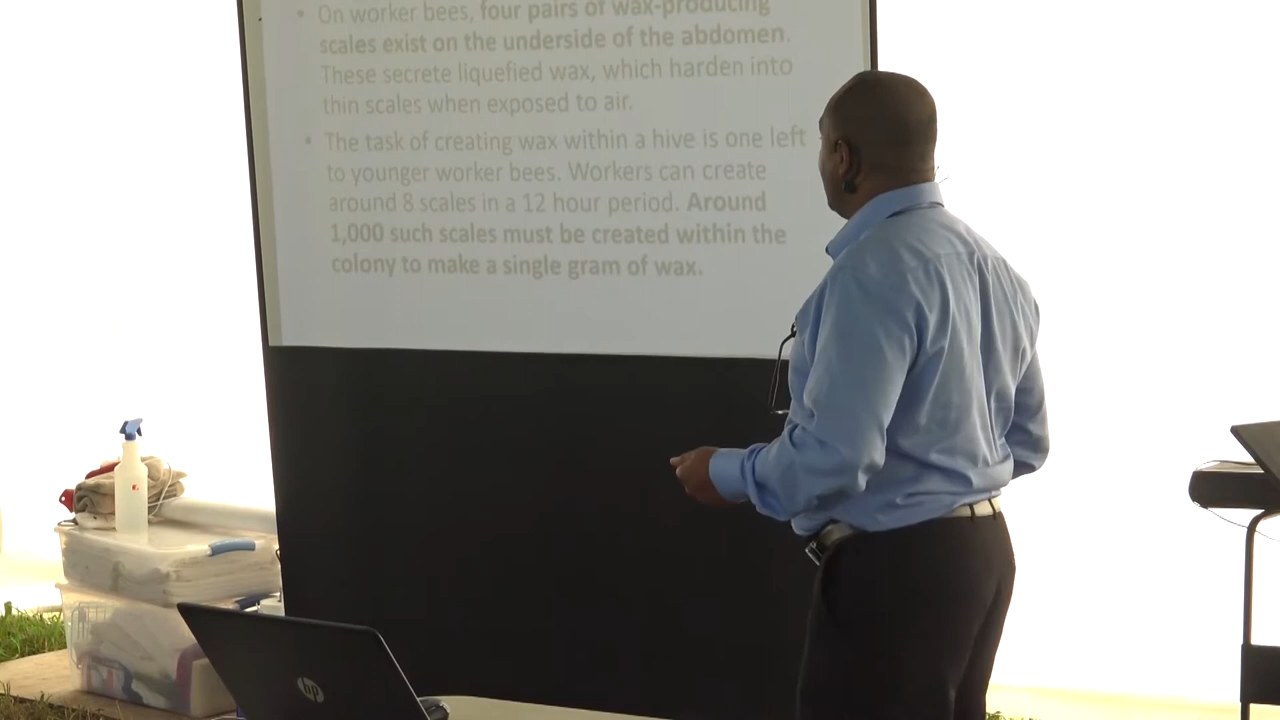 • On worker bees, four pairs of wax-producing
scales exist on the underside of the abdomen.
These secrete liquefied wax, which harden into
thin scales when exposed to air.
• The task of creating wax within a hive is one left
to younger worker bees. Workers can create
around 8 scales in a 12 hour period. Around
1,000 such scales must be created within the
colony to make a single gram of wax.
hp